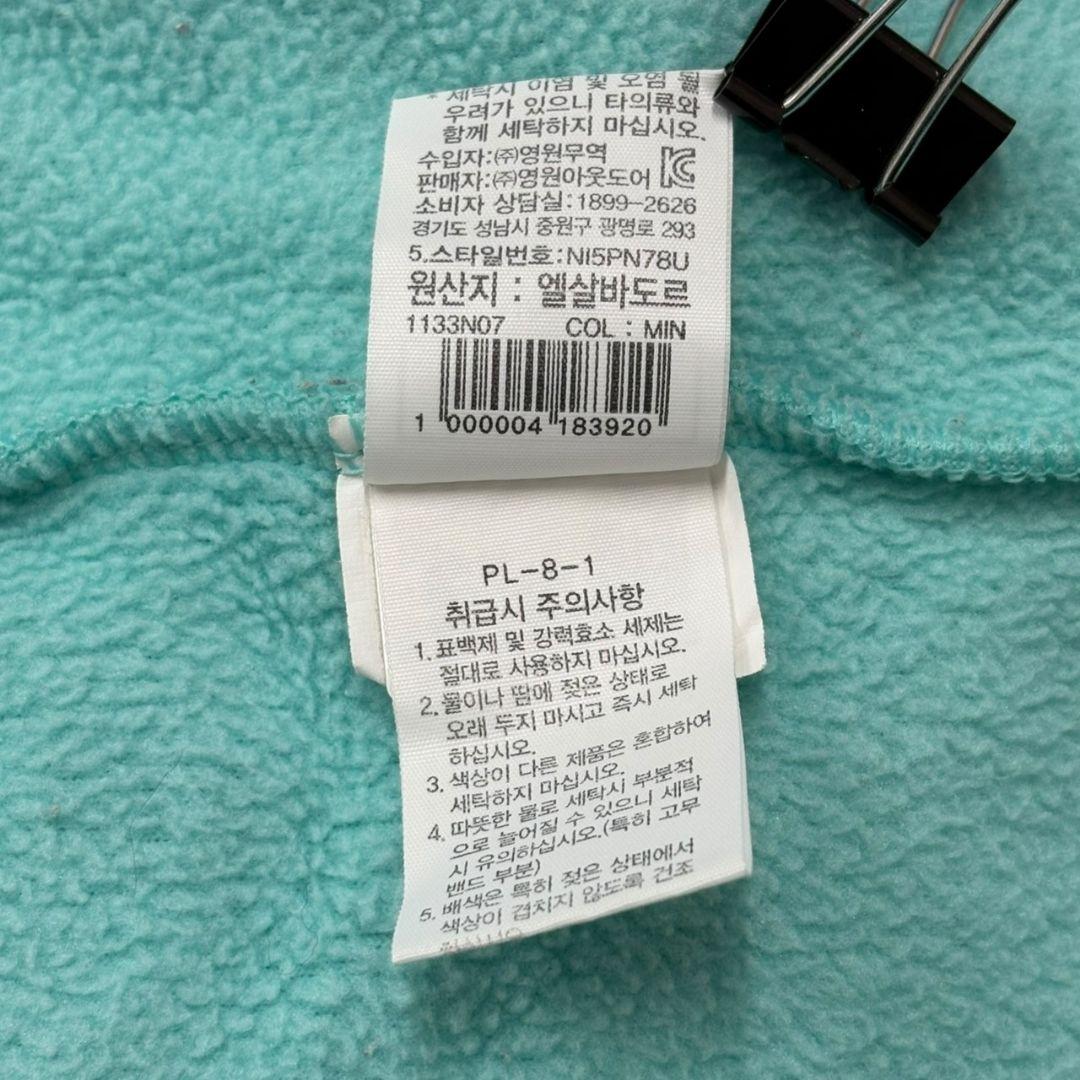 * 세탁시 이염 및 오염 될
우려가 있으니 타의류와
함께 세탁하지 마십시오.
수입자:㈜영원무역
판매자:㈜영원아웃도어
소비자 상담실:1899-2626
경기도 성남시 중원구 광명로 293
5.스타일번호:NI5PN78U
원산지 : 엘살바도르
1133N07 COL : MIN
1 000004 183920
PL-8-1
취급시 주의사항
1.표백제 및 강력효소 세제는
절대로 사용하지 마십시오.
2.물이나 땀에 젖은 상태로
오래 두지 마시고 즉시 세탁
하십시오.
3. 색상이 다른 제품은 혼합하여
세탁하지 마십시오.
4. 따뜻한 물로 세탁시 부분적
으로 늘어질 수 있으니 세탁
시 유의하십시오.(특히 고무
밴드 부분)
5. 배색은 특히 젖은 상태에서
색상이 겹치지 않도록 건조